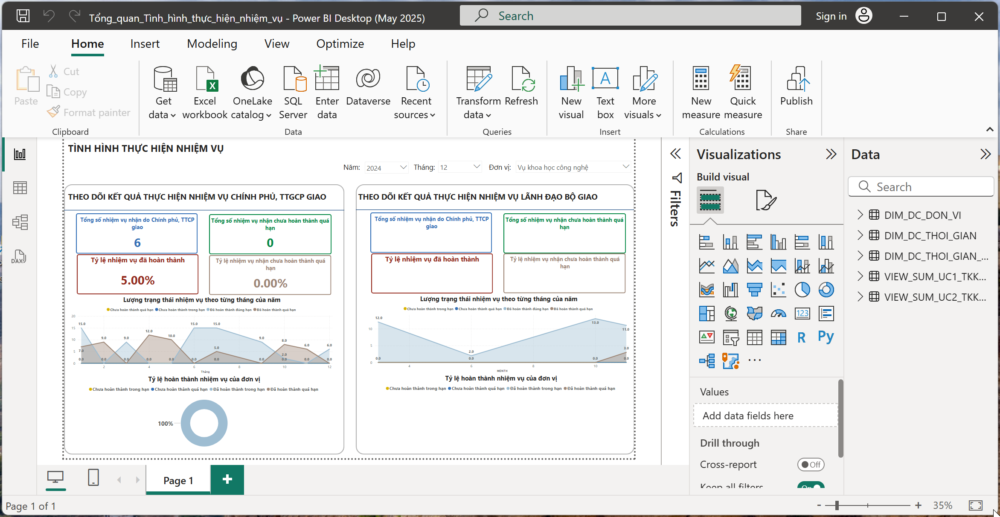 Tổng_quan_Tình_hình_thực_hiện_nhiệm_vụ - Power BI Desktop (May 2025)
Search
Sign in
File
Home
Insert
Modeling
View
Optimize
Help
Paste
Cut
Copy
Format painter
Clipboard
Get data
Excel workbook
OneLake catalog
SQL Server
Enter data
Dataverse
Recent sources
Data
Transform data
Refresh
Queries
New visual
A
Text box
More visuals
Insert
New measure
Quick measure
Calculations
Publish
Share
DAX
TÌNH HÌNH THỰC HIỆN NHIỆM VỤ
Năm: 2024
Tháng: 12
Đơn vị: Vụ khoa học công nghệ
THEO DÕI KẾT QUẢ THỰC HIỆN NHIỆM VỤ CHÍNH PHỦ, TTGCP GIAO
Tổng số nhiệm vụ nhận do Chính phủ, TTCP
giao
6
Tổng số nhiệm vụ nhận chưa hoàn thành quá
hạn
0
Tỷ lệ nhiệm vụ đã hoàn thành
5.00%
Tỷ lệ nhiệm vụ nhận chưa hoàn thành quá
hạn
0.00%
Lượng trạng thái nhiệm vụ theo từng tháng của năm
Chưa hoàn thành quá hạn Chưa hoàn thành trong hạn Đã hoàn thành đúng hạn Đã hoàn thành quá hạn
20
15.0 15.0 15.0
15
12.0
10.0
9.0 9.0 9.0
10
8.0
6.0 6.0
7.0
5
5.0
2.0
0.0 0.0 0.0 0.0 0.0 0.0 0.0 0.0 0.0 0.0 0.0
0
2 4 6 8 10 12
Tháng
Tỷ lệ hoàn thành nhiệm vụ của đơn vị
Chưa hoàn thành trong hạn Chưa hoàn thành quá hạn Đã hoàn thành trong hạn Đã hoàn thành quá hạn
100%
THEO DÕI KẾT QUẢ THỰC HIỆN NHIỆM VỤ LÃNH ĐẠO BỘ GIAO
Tổng số nhiệm vụ nhận do Chính phủ, TTCP
giao
Tổng số nhiệm vụ nhận chưa hoàn thành quá
hạn
Tỷ lệ nhiệm vụ đã hoàn thành
Tỷ lệ nhiệm vụ nhận chưa hoàn thành quá
hạn
Lượng trạng thái nhiệm vụ theo từng tháng của năm
Chưa hoàn thành trong hạn Chưa hoàn thành quá hạn Đã hoàn thành đúng hạn Đã hoàn thành quá hạn
12.0
13.0
10
11.0
5
3.0
2.0
0.0 0.0 0.0 0.0
0
4 6 8 10
MONTH
Tỷ lệ hoàn thành nhiệm vụ của đơn vị
Chưa hoàn thành trong hạn Chưa hoàn thành quá hạn Đã hoàn thành trong hạn Đã hoàn thành quá hạn
Filters
Visualizations
Build visual
123
R
Py
Values
Add data fields here
Drill through
Cross-report
Off
Keep all filters
On
Data
Search
DIM_DC_DON_VI
DIM_DC_THOI_GIAN
DIM_DC_THOI_GIAN_...
VIEW_SUM_UC1_TKK...
VIEW_SUM_UC2_TKK...
Page 1
Page 1 of 1
35%